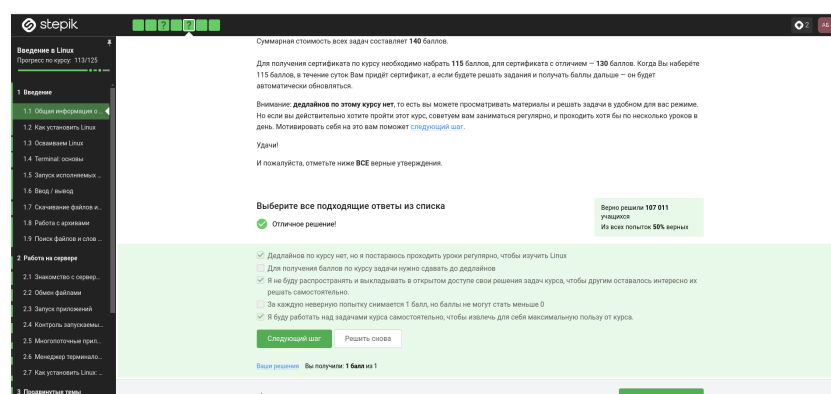 stepik
?
?
2
АБ
Введение в Linux
Прогресс по курсу: 113/125
1 Введение
1.1 Общая информация о ...
1.2 Как установить Linux
1.3 Осваиваем Linux
1.4 Terminal: основы
1.5 Запуск исполняемых ...
1.6 Ввод / вывод
1.7 Скачивание файлов и...
1.8 Работа с архивами
1.9 Поиск файлов и слов ...
2 Работа на сервере
2.1 Знакомство с сервер...
2.2 Обмен файлами
2.3 Запуск приложений
2.4 Контроль запускаемы...
2.5 Многопоточные прил...
2.6 Менеджер терминало...
2.7 Как установить Linux: ...
3 Продвинутые темы
Суммарная стоимость всех задач составляет 140 баллов.
Для получения сертификата по курсу необходимо набрать 115 баллов, для сертификата с отличием — 130 баллов. Когда Вы наберёте
115 баллов, в течение суток Вам придёт сертификат, а если будете решать задания и получать баллы дальше — он будет
автоматически обновляться.
Внимание: дедлайнов по этому курсу нет, то есть вы можете просматривать материалы и решать задачи в удобном для вас режиме.
Но если вы действительно хотите пройти этот курс, советуем вам заниматься регулярно, и проходить хотя бы по несколько уроков в
день. Мотивировать себя на это вам поможет следующий шаг.
Удачи!
И пожалуйста, отметьте ниже ВСЕ верные утверждения.
Выберите все подходящие ответы из списка
Отличное решение!
Верно решили 107 011
учащихся
Из всех попыток 50% верных
Дедлайнов по курсу нет, но я постараюсь проходить уроки регулярно, чтобы изучить Linux
Для получения баллов по курсу задачи нужно сдавать до дедлайнов
Я не буду распространять и выкладывать в открытом доступе свои решения задач курса, чтобы другим оставалось интересно их
решать самостоятельно.
За каждую неверную попытку снимается 1 балл, но баллы не могут стать меньше 0
Я буду работать над задачами курса самостоятельно, чтобы извлечь для себя максимальную пользу от курса.
Следующий шаг
Решить снова
Ваши решения Вы получили: 1 балл из 1